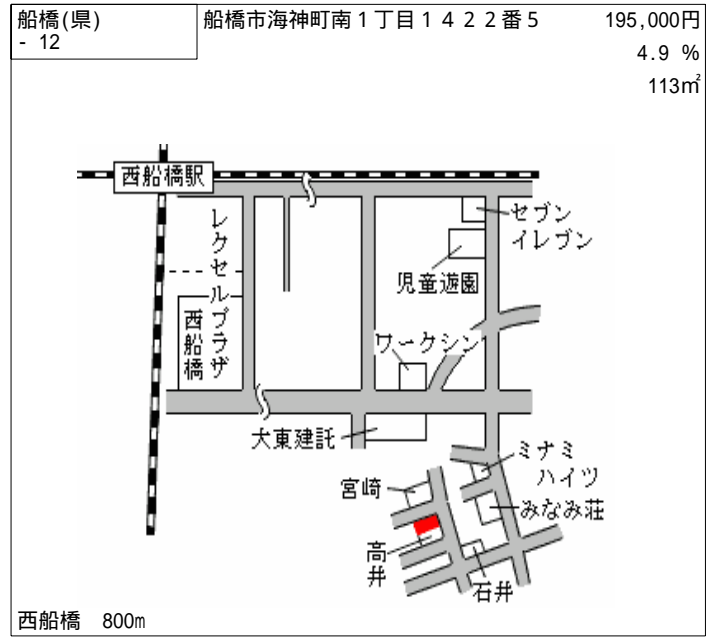 船橋(県)
- 12
船橋市海神町南１丁目１４２２番５
195,000円
4.9 %
113㎡
西船橋駅
セブン
イレブン
児童遊園
レクセルプラザ
西船橋
ワークシン
大東建託
ミナミ
ハイツ
宮崎
みなみ荘
高井
石井
西船橋 800m